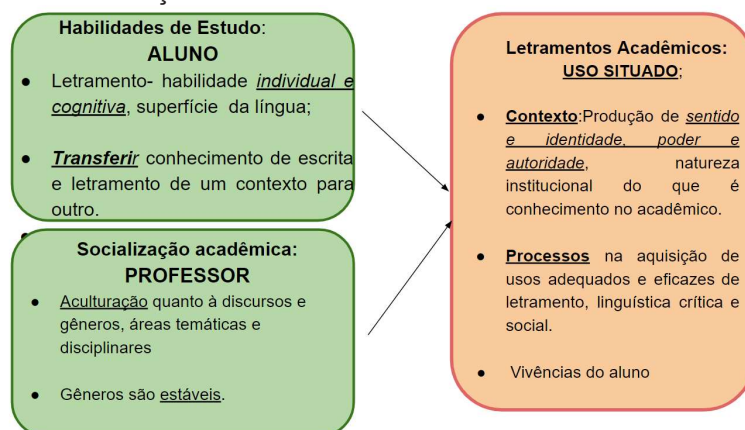 Habilidades de Estudo:
ALUNO
● Letramento- habilidade individual e
cognitiva, superfície da língua;
● Transferir conhecimento de escrita
e letramento de um contexto para
outro.
Socialização acadêmica:
PROFESSOR
● Aculturação quanto à discursos e
gêneros, áreas temáticas e
disciplinares
● Gêneros são estáveis.
Letramentos Acadêmicos:
USO SITUADO;
● Contexto:Produção de sentido
e identidade, poder e
autoridade, natureza
institucional do que é
conhecimento no acadêmico.
● Processos na aquisição de
usos adequados e eficazes de
letramento, linguística crítica e
social.
● Vivências do aluno